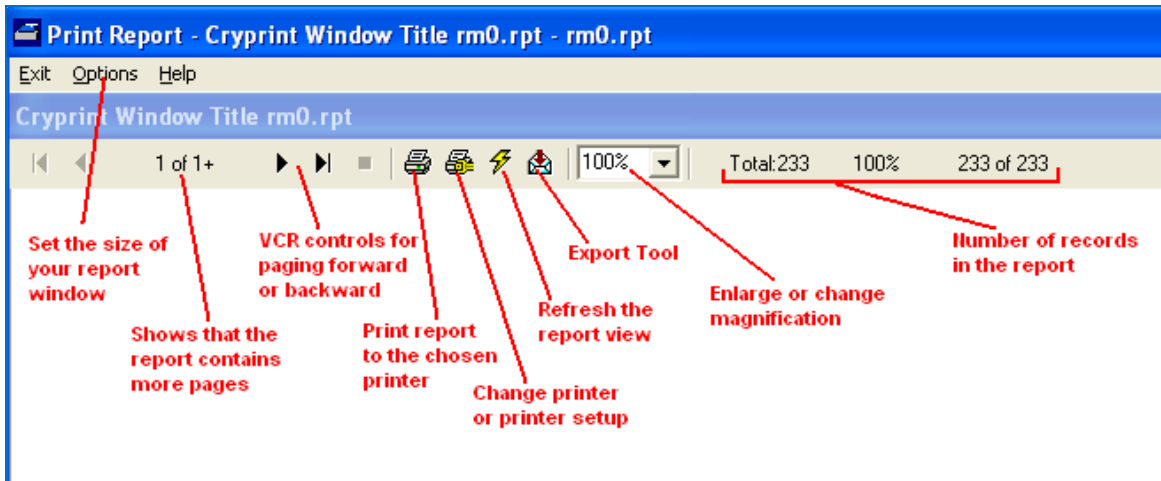 Print Report - Cryprint Window Title rm0.rpt - rm0.rpt
Exit Options Help
Cryprint Window Title rm0.rpt
1 of 1+ 100% Total:233 100% 233 of 233
Set the size of
your report
window
VCR controls for
paging forward
or backward
Export Tool
Number of records
in the report
Enlarge or change
magnification
Refresh the
report view
Shows that the
report contains
more pages
Print report
to the chosen
printer
Change printer
or printer setup